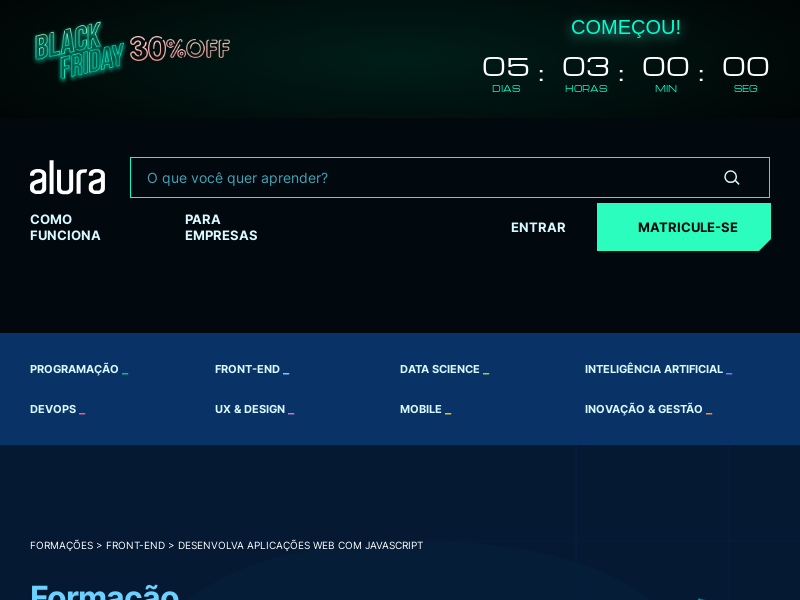 BLACK
FRIDAY
30%OFF
COMEÇOU!
05 : 03 : 00 : 00
DIAS HORAS MIN SEG
alura
O que você quer aprender?
COMO
FUNCIONA
PARA
EMPRESAS
ENTRAR
MATRICULE-SE
PROGRAMAÇÃO _
FRONT-END _
DATA SCIENCE _
INTELIGÊNCIA ARTIFICIAL _
DEVOPS _
UX & DESIGN _
MOBILE _
INOVAÇÃO & GESTÃO _
FORMAÇÕES > FRONT-END > DESENVOLVA APLICAÇÕES WEB COM JAVASCRIPT
Formação